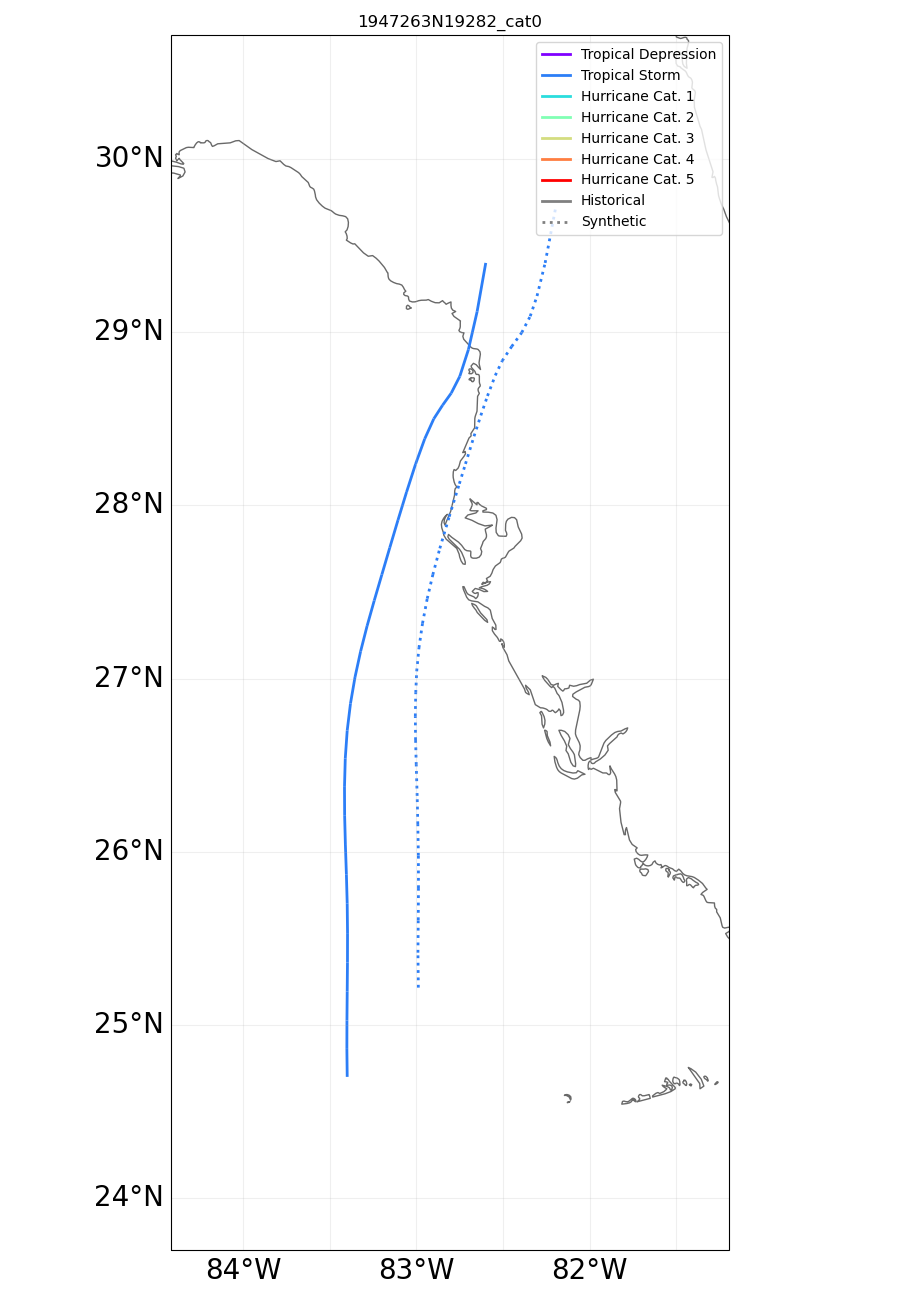 1947263N19282_cat0
Tropical Depression
Tropical Storm
Hurricane Cat. 1
Hurricane Cat. 2
Hurricane Cat. 3
Hurricane Cat. 4
Hurricane Cat. 5
Historical
Synthetic
30°N
29°N
28°N
27°N
26°N
25°N
24°N
84°W 83°W 82°W